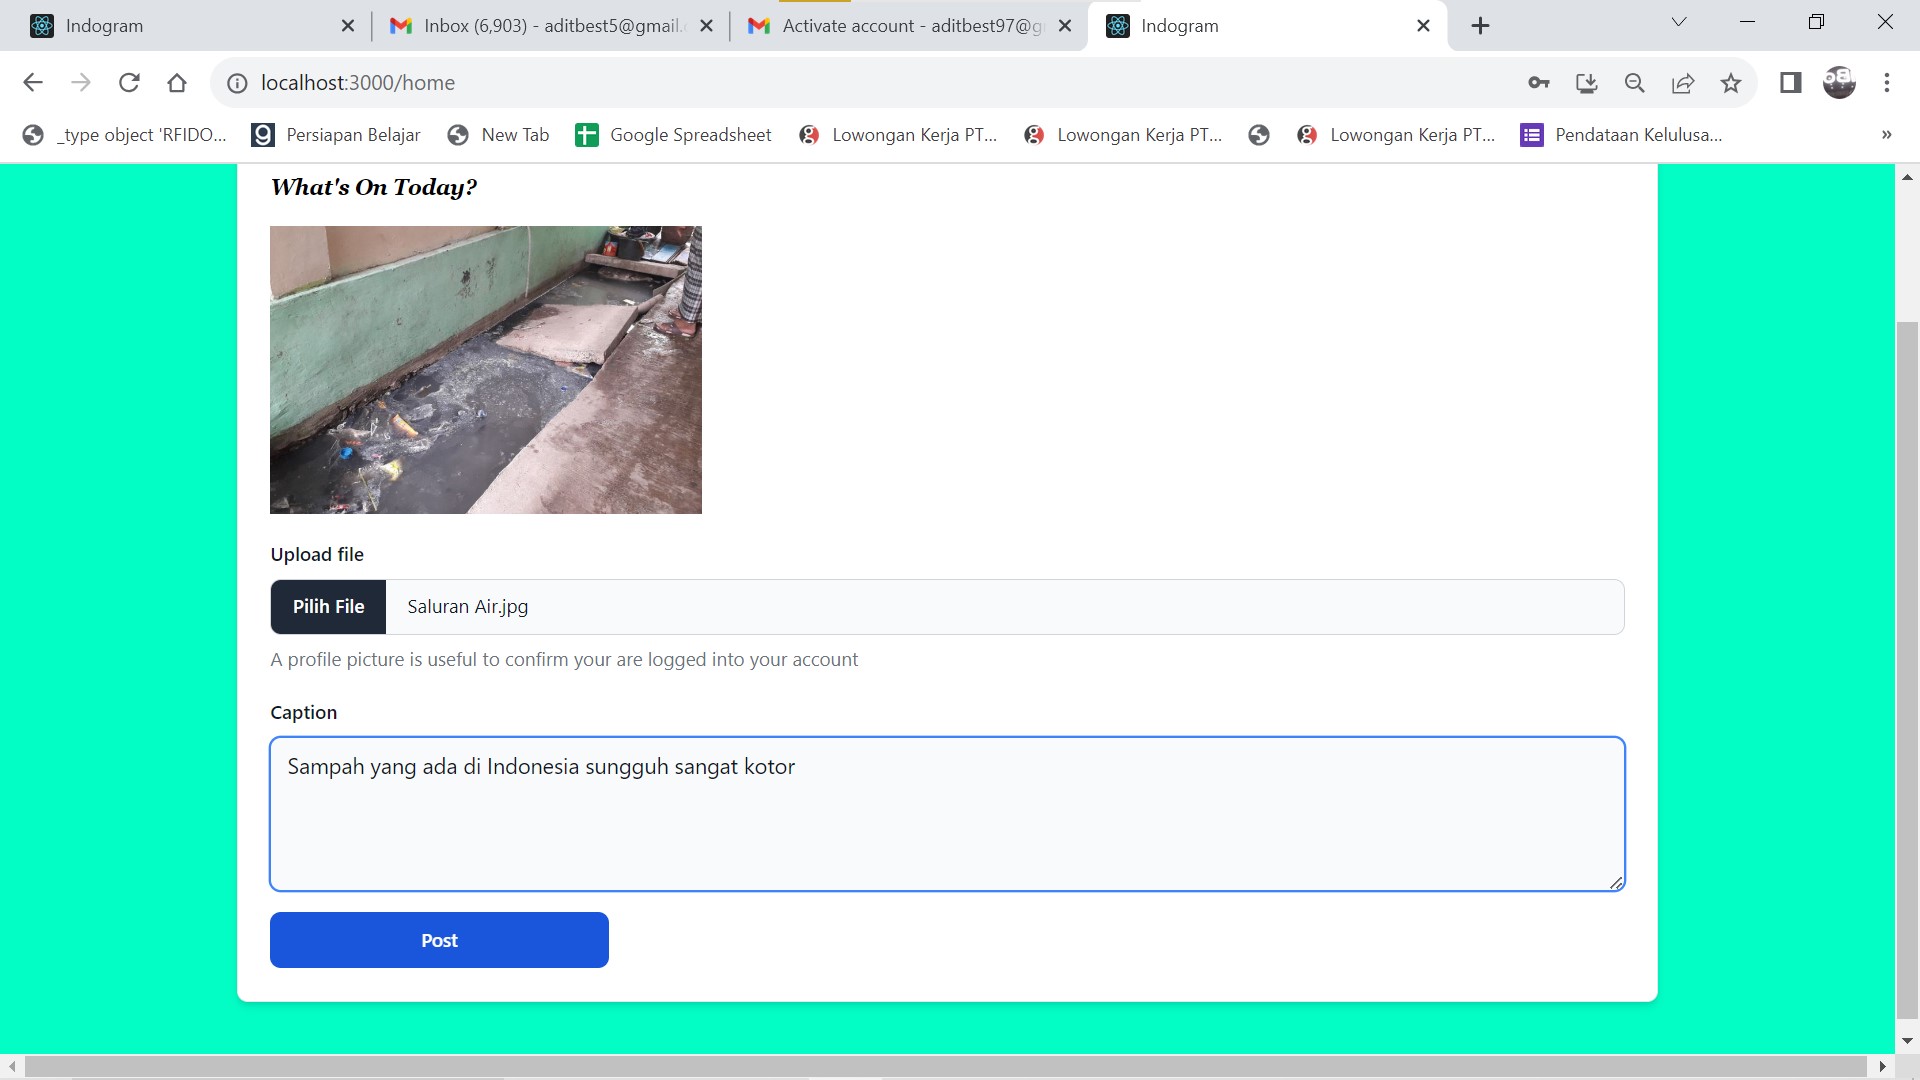 Indogram
Inbox (6,903) - aditbest5@gmail.
Activate account - aditbest97@g
Indogram
localhost:3000/home
_type object 'RFIDO...
Persiapan Belajar
New Tab
Google Spreadsheet
Lowongan Kerja PT...
Lowongan Kerja PT...
Lowongan Kerja PT...
Pendataan Kelulusa...
»
What's On Today?
Upload file
Pilih File
Saluran Air.jpg
A profile picture is useful to confirm your are logged into your account
Caption
Sampah yang ada di Indonesia sungguh sangat kotor
Post